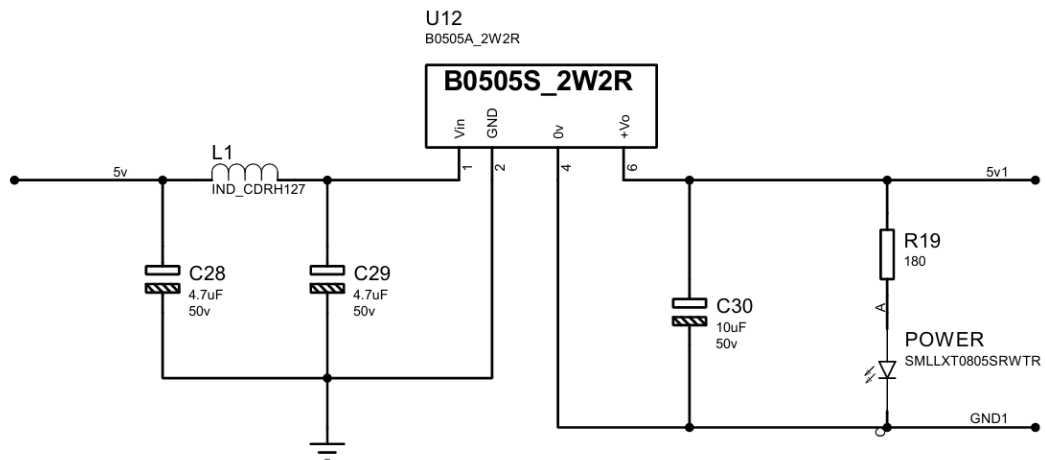 U12
B0505A_2W2R
B0505S_2W2R
Vin
GND
0v
+Vo
1
2
4
6
5v
L1
IND_CDRH127
5v1
C28
4.7uF
50v
C29
4.7uF
50v
C30
10uF
50v
R19
180
A
POWER
SMLLXT0805SRWTR
C
GND1